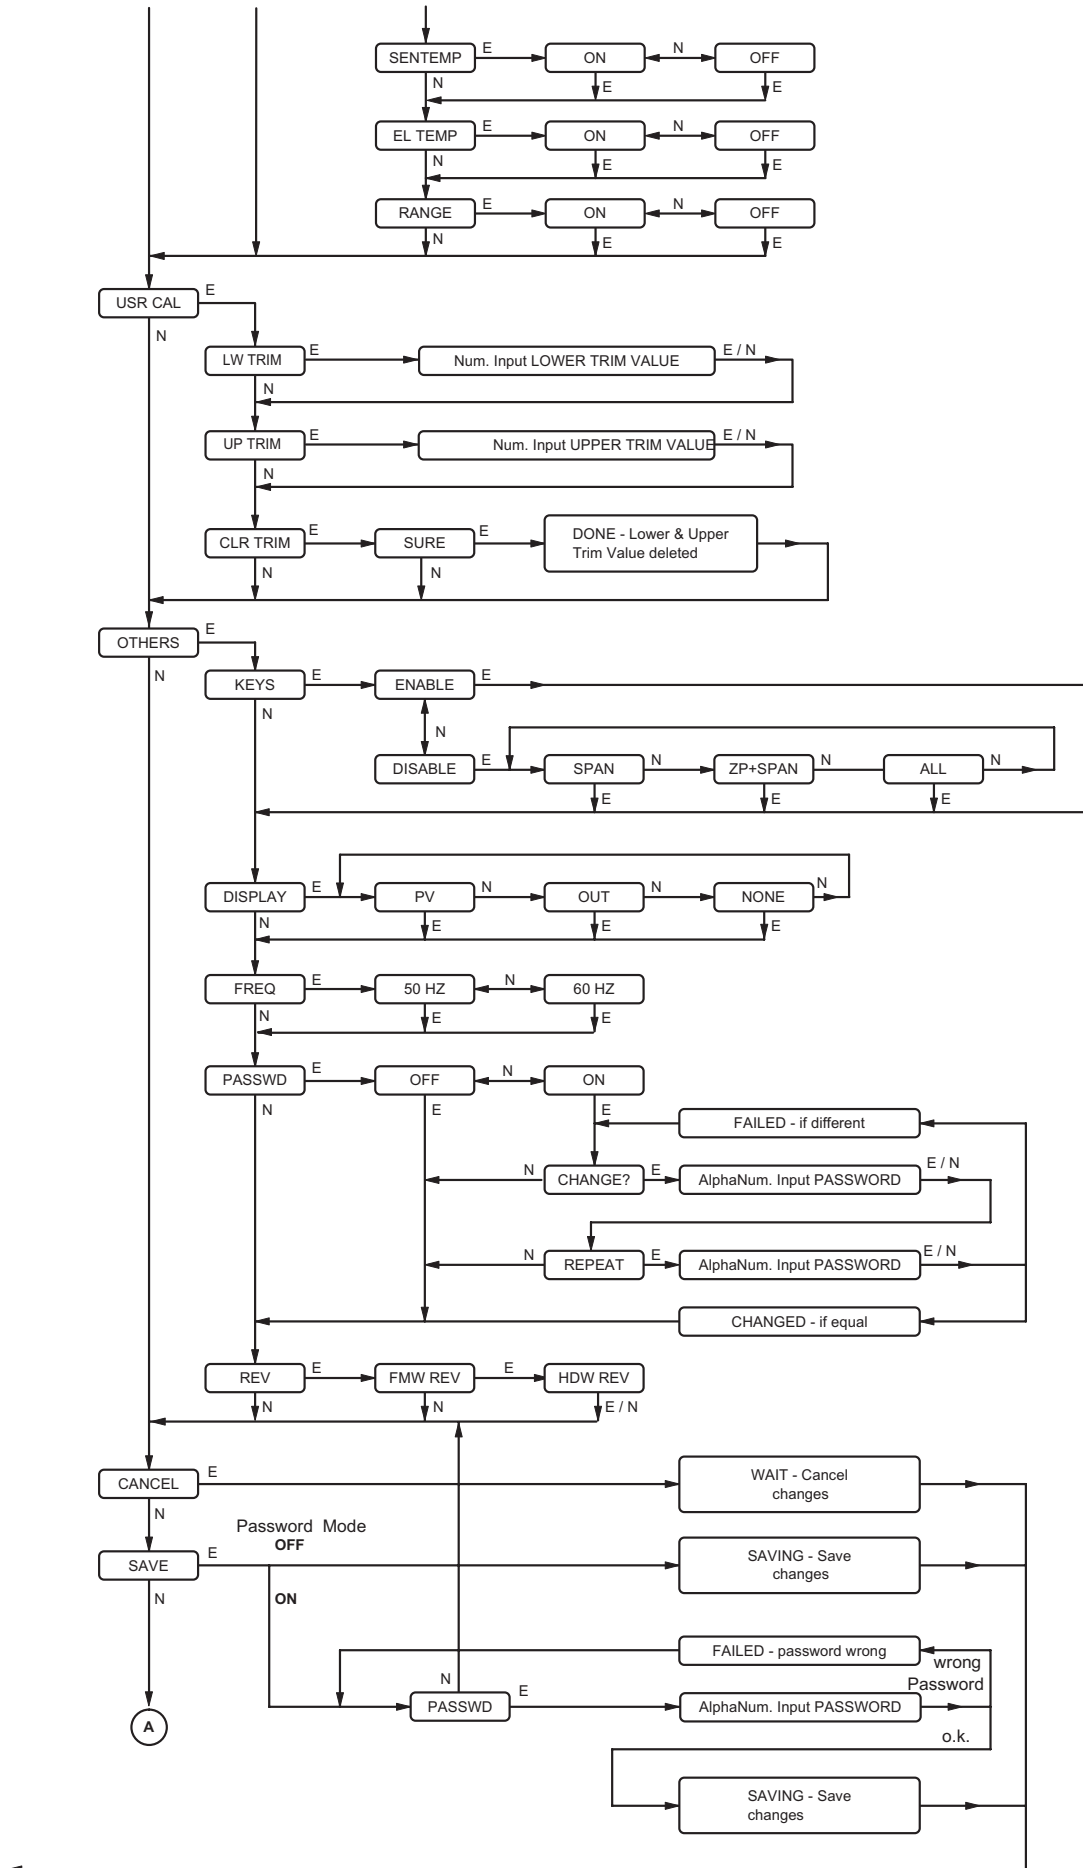 SENTEMP E ON N OFF
N E E
EL TEMP E ON N OFF
N E E
RANGE E ON N OFF
N E E
USR CAL E
N
LW TRIM E Num. Input LOWER TRIM VALUE E / N
N
UP TRIM E Num. Input UPPER TRIM VALUE E / N
N
CLR TRIM E SURE E DONE - Lower & Upper
Trim Value deleted
N N
OTHERS E
N
KEYS E ENABLE E
N
N
DISABLE E SPAN N ZP+SPAN N ALL N
E E E
DISPLAY E PV N OUT N NONE N
N E E E
FREQ E 50 HZ N 60 HZ
N E E
PASSWD E OFF N ON
N E E
FAILED - if different
N CHANGE? E AlphaNum. Input PASSWORD E / N
N REPEAT E AlphaNum. Input PASSWORD E / N
CHANGED - if equal
REV E FMW REV E HDW REV
N N E / N
CANCEL E WAIT - Cancel
changes
N
Password Mode
OFF
SAVE E SAVING - Save
changes
N ON
FAILED - password wrong
wrong
Password
N
PASSWD E AlphaNum. Input PASSWORD
A
o.k.
SAVING - Save
changes